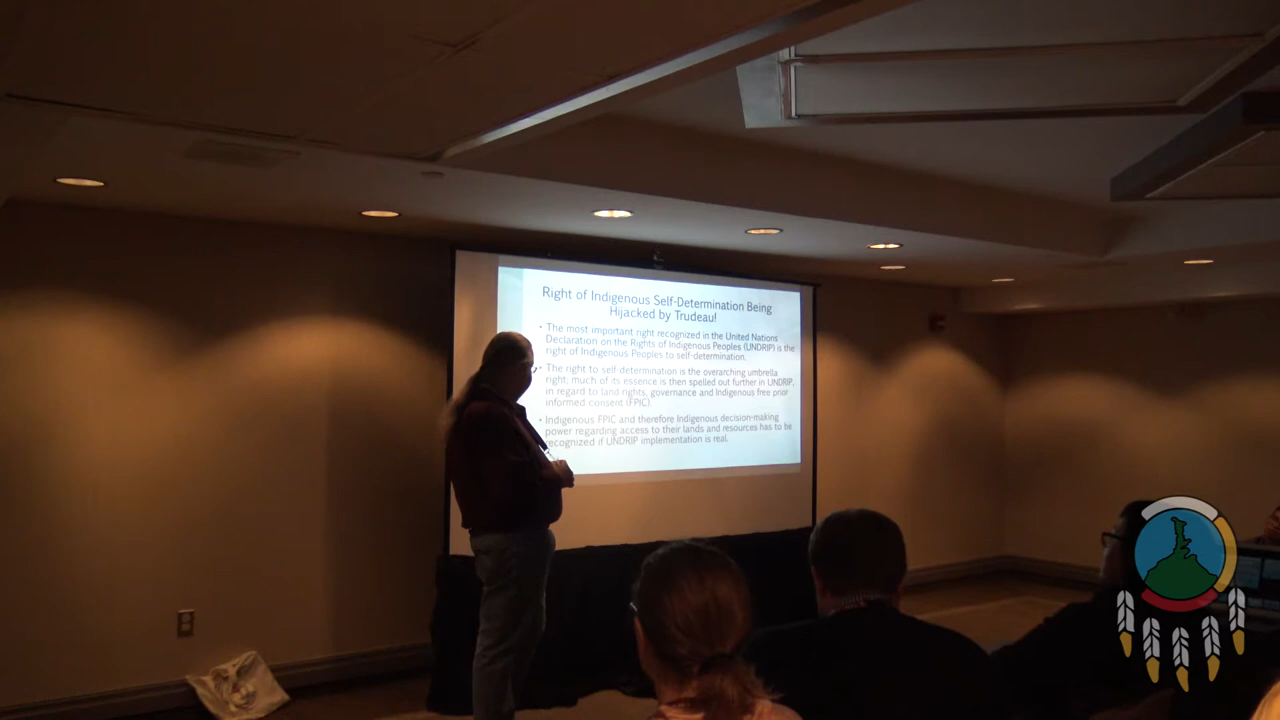 Right of Indigenous Self-Determination Being
Hijacked by Trudeau!
• The most important right recognized in the United Nations
Declaration on the Rights of Indigenous Peoples (UNDRIP) is the
right of Indigenous Peoples to self-determination.
• The right to self-determination is the overarching umbrella
right, much of its essence is then spelled out further in UNDRIP,
in regard to land rights, governance and Indigenous free prior
informed consent (FPIC).
• Indigenous FPIC and therefore Indigenous decision-making
power regarding access to their lands and resources has to be
recognized if UNDRIP implementation is real.